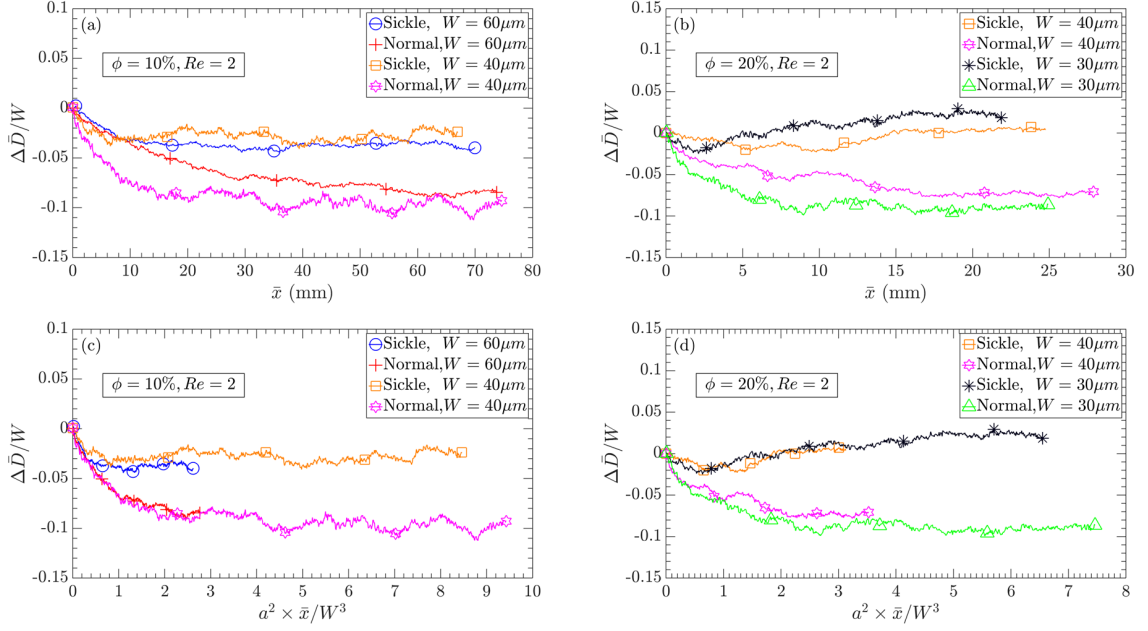 (a)
Sickle, W = 60μm
Normal, W = 60μm
Sickle, W = 40μm
Normal, W = 40μm
ϕ = 10%, Re = 2
0.1
0.05
0
-0.05
-0.1
-0.15
ΔD̄/W
0 10 20 30 40 50 60 70 80
x̄ (mm)
(b)
Sickle, W = 40μm
Normal, W = 40μm
Sickle, W = 30μm
Normal, W = 30μm
ϕ = 20%, Re = 2
0.15
0.1
0.05
0
-0.05
-0.1
-0.15
ΔD̄/W
0 5 10 15 20 25 30
x̄ (mm)
(c)
Sickle, W = 60μm
Normal, W = 60μm
Sickle, W = 40μm
Normal, W = 40μm
ϕ = 10%, Re = 2
0.1
0.05
0
-0.05
-0.1
-0.15
ΔD̄/W
0 1 2 3 4 5 6 7 8 9 10
a² × x̄/W³
(d)
Sickle, W = 40μm
Normal, W = 40μm
Sickle, W = 30μm
Normal, W = 30μm
ϕ = 20%, Re = 2
0.15
0.1
0.05
0
-0.05
-0.1
-0.15
ΔD̄/W
0 1 2 3 4 5 6 7 8
a² × x̄/W³